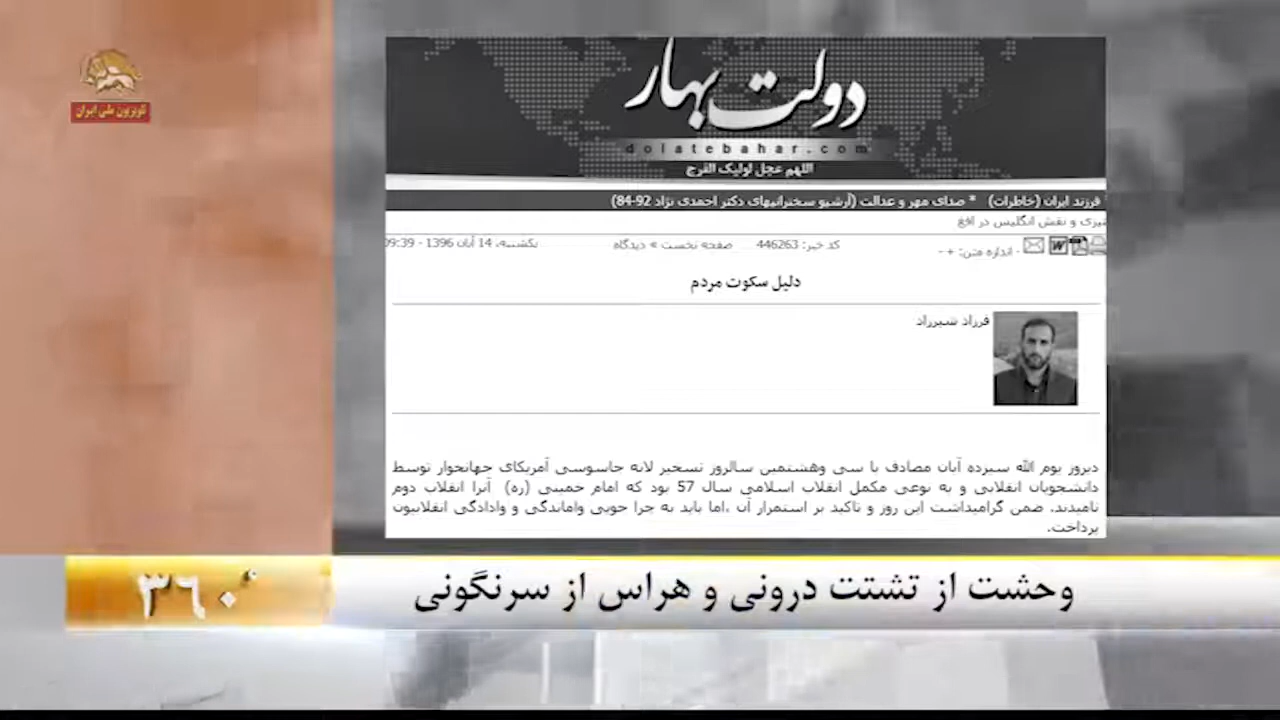 تلویزیون ملی ایران
دولت بهار
dolatebahar.com
اللهم عجل لولیک الفرج
فرزند ایران (خاطرات) * صدای مهر و عدالت (آرشیو سخنرانیهای دکتر احمدی نژاد 92-84)
و نقش انگلیس در افغ
- اندازه متن: + -
کد خبر: 446263
صفحه نخست » دیدگاه
یکشنبه، 14 آبان 1396 - 09:39
دلیل سکوت مردم
فرزاد شیرزاد
دیروز یوم الله سیزده آبان مصادف با سی وهشتمین سالروز تسخیر لانه جاسوسی آمریکای جهانخوار توسط
دانشجویان انقلابی و به نوعی مکمل انقلاب اسلامی سال 57 بود که امام خمینی (ره) آنرا انقلاب دوم
نامیدند. ضمن گرامیداشت این روز و تاکید بر استمرار آن ،اما باید به چرا جویی واماندگی و وادادگی انقلابیون
پرداخت.
وحشت از تشتت درونی و هراس از سرنگونی
۳۶۰°